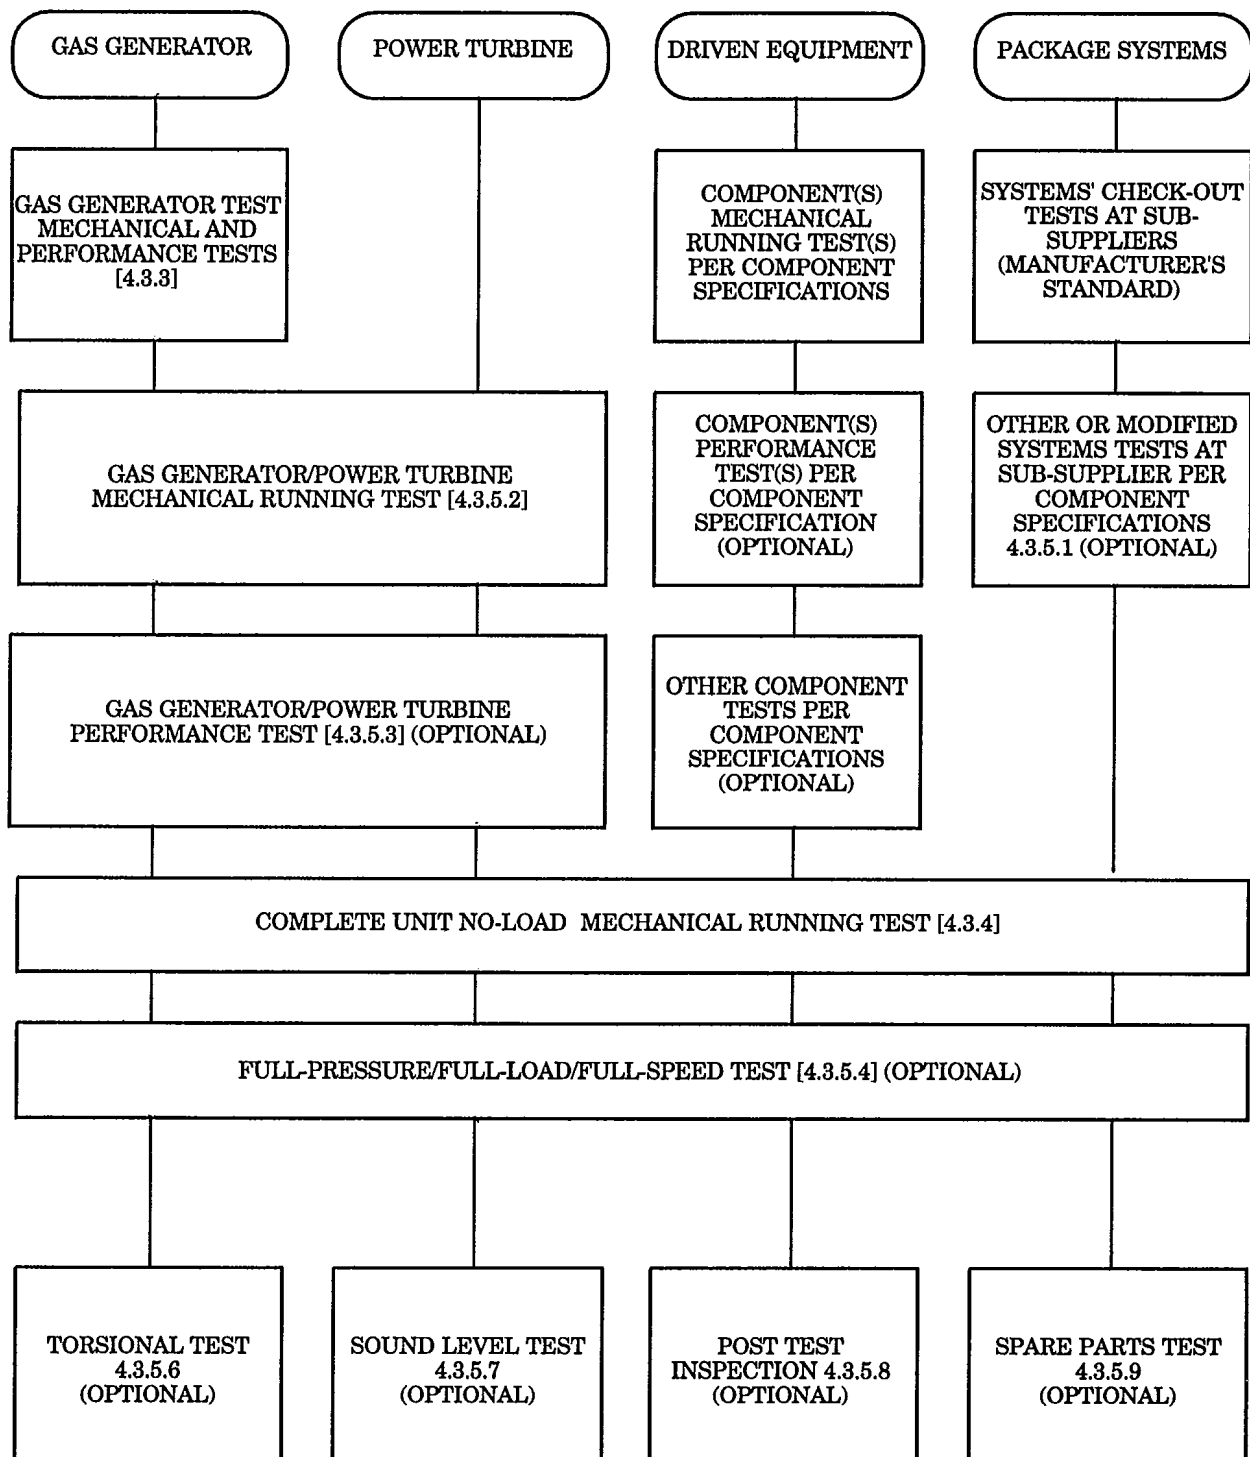 GAS GENERATOR
POWER TURBINE
DRIVEN EQUIPMENT
PACKAGE SYSTEMS
GAS GENERATOR TEST
MECHANICAL AND
PERFORMANCE TESTS
[4.3.3]
COMPONENT(S)
MECHANICAL
RUNNING TEST(S)
PER COMPONENT
SPECIFICATIONS
SYSTEMS' CHECK-OUT
TESTS AT SUB-
SUPPLIERS
(MANUFACTURER'S
STANDARD)
GAS GENERATOR/POWER TURBINE
MECHANICAL RUNNING TEST [4.3.5.2]
COMPONENT(S)
PERFORMANCE
TEST(S) PER
COMPONENT
SPECIFICATION
(OPTIONAL)
OTHER OR MODIFIED
SYSTEMS TESTS AT
SUB-SUPPLIER PER
COMPONENT
SPECIFICATIONS
4.3.5.1 (OPTIONAL)
GAS GENERATOR/POWER TURBINE
PERFORMANCE TEST [4.3.5.3] (OPTIONAL)
OTHER COMPONENT
TESTS PER
COMPONENT
SPECIFICATIONS
(OPTIONAL)
COMPLETE UNIT NO-LOAD MECHANICAL RUNNING TEST [4.3.4]
FULL-PRESSURE/FULL-LOAD/FULL-SPEED TEST [4.3.5.4] (OPTIONAL)
TORSIONAL TEST
4.3.5.6
(OPTIONAL)
SOUND LEVEL TEST
4.3.5.7
(OPTIONAL)
POST TEST
INSPECTION 4.3.5.8
(OPTIONAL)
SPARE PARTS TEST
4.3.5.9
(OPTIONAL)